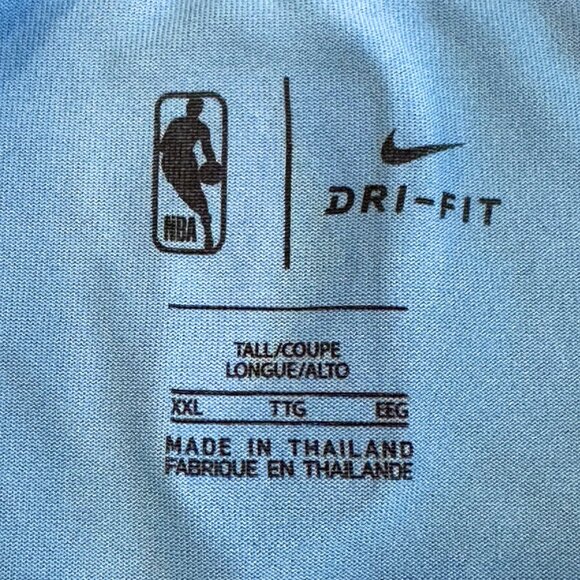 NBA
DRI-FIT
TALL/COUPE
LONGUE/ALTO
XXL TTG EEG
MADE IN THAILAND
FABRIQUE EN THAILANDE